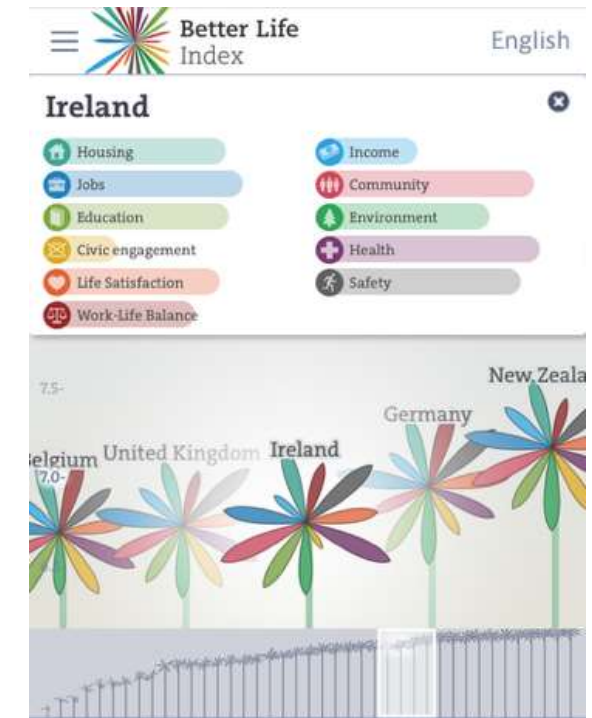 Better Life
Index
English
Ireland
Housing
Income
Jobs
Community
Education
Environment
Civic engagement
Health
Life Satisfaction
Safety
Work-Life Balance
7.5-
New Zeala
Germany
elgium
United Kingdom
Ireland
7.0-